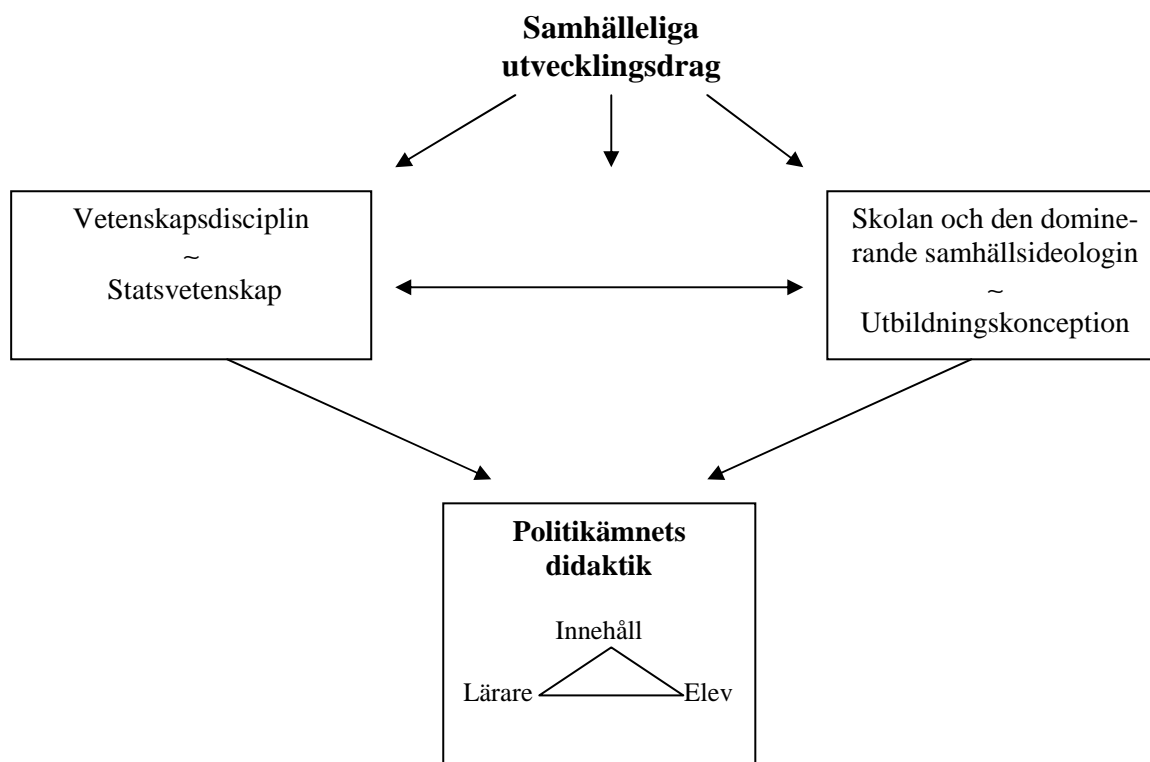 Samhälleliga
utvecklingsdrag
Vetenskapsdisciplin
~
Statsvetenskap
Skolan och den domine-
rande samhällsideologin
~
Utbildningskonception
Politikämnets
didaktik
Innehåll
Lärare
Elev